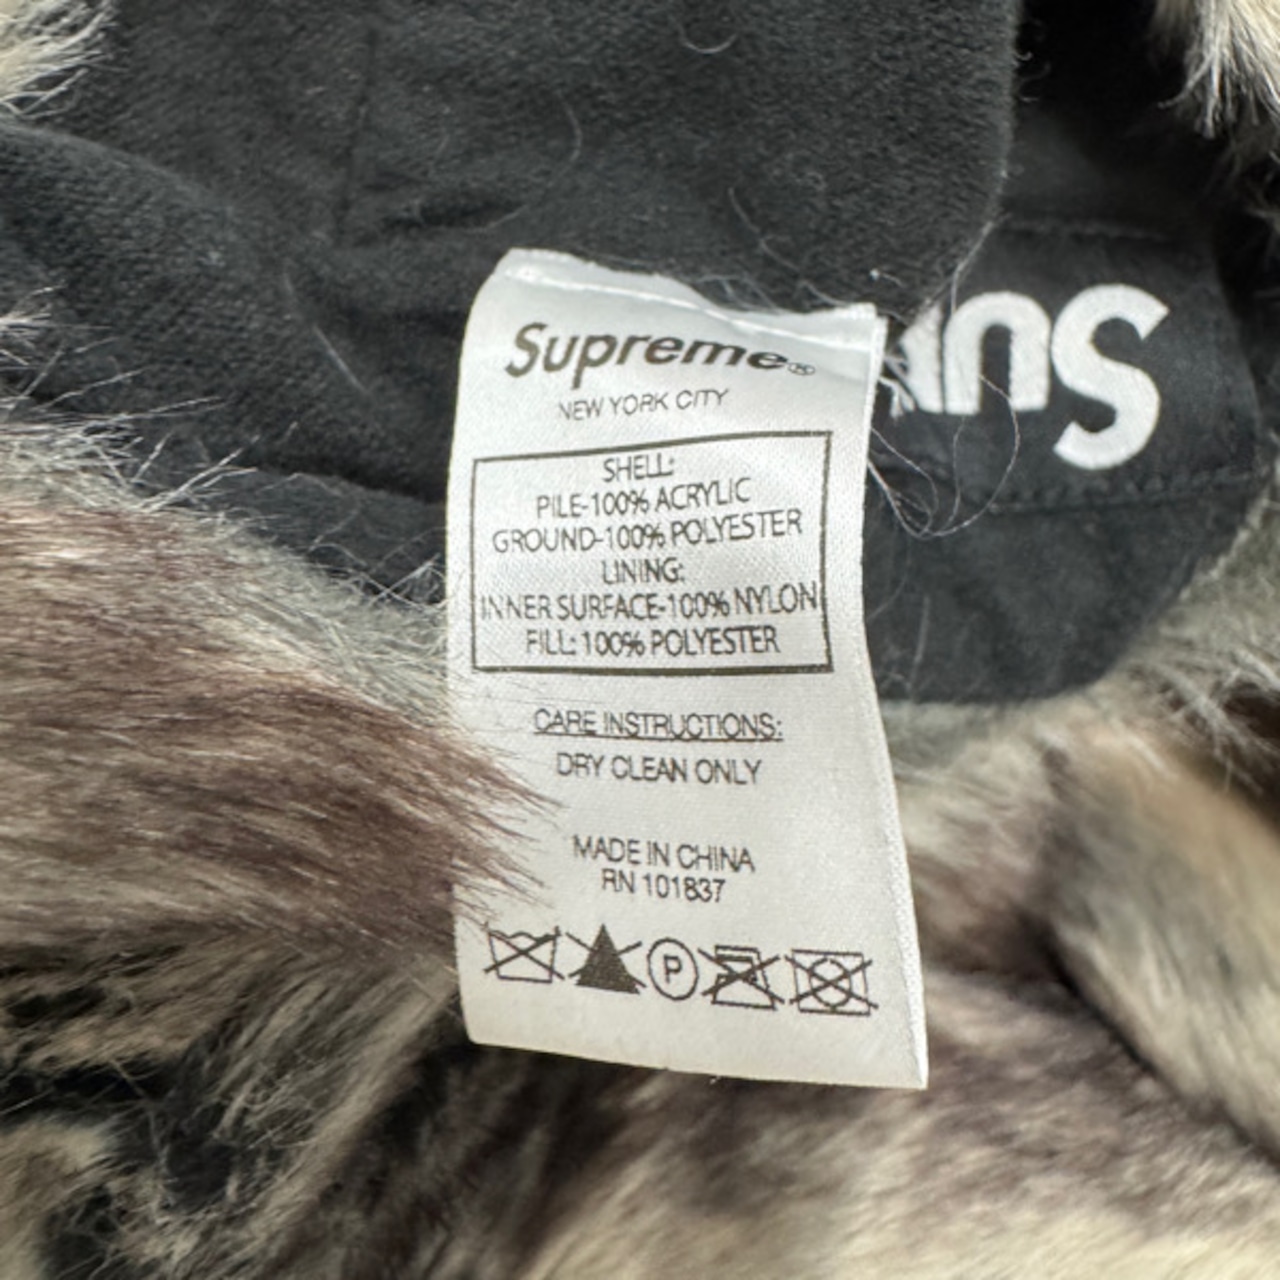 Supreme®
NEW YORK CITY
SHELL:
PILE-100% ACRYLIC
GROUND-100% POLYESTER
LINING:
INNER SURFACE-100% NYLON
FILL: 100% POLYESTER
CARE INSTRUCTIONS:
DRY CLEAN ONLY
MADE IN CHINA
RN 101837
P
Su